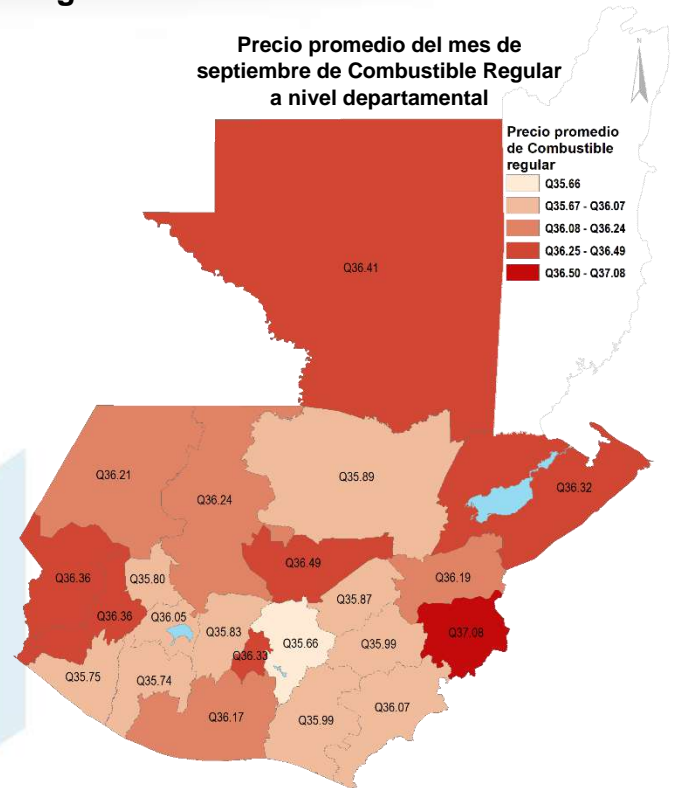 g
Precio promedio del mes de
septiembre de Combustible Regular
a nivel departamental
N
Precio promedio
de Combustible
regular
Q35.66
Q35.67 - Q36.07
Q36.08 - Q36.24
Q36.25 - Q36.49
Q36.50 - Q37.08
Q36.41
Q36.21
Q36.24
Q35.89
Q36.32
Q36.36
Q35.80
Q36.49
Q36.19
Q36.36
Q36.05
Q35.83
Q35.87
Q36.33
Q35.66
Q35.99
Q37.08
Q35.75
Q35.74
Q36.17
Q35.99
Q36.07